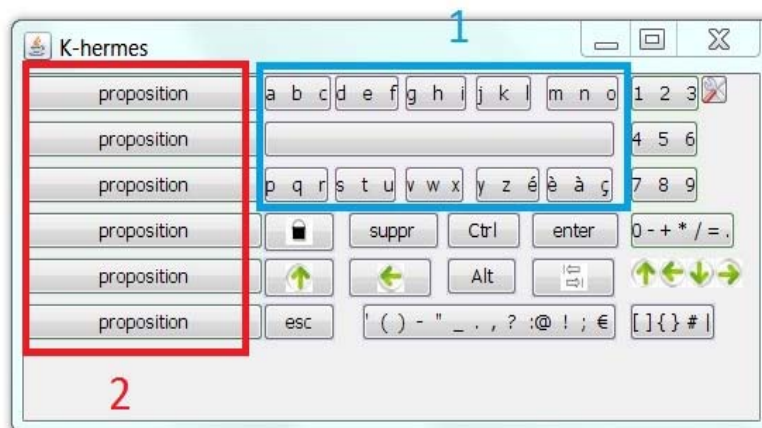 1
K-hermes
proposition a b c d e f g h i j k l m n o 1 2 3
proposition 4 5 6
proposition p q r s t u v w x y z é è à ç 7 8 9
proposition suppr Ctrl enter 0 - + * / = .
proposition Alt
proposition esc ' ( ) - " _ . , ? : @ ! ; € [ ] { } # |
2